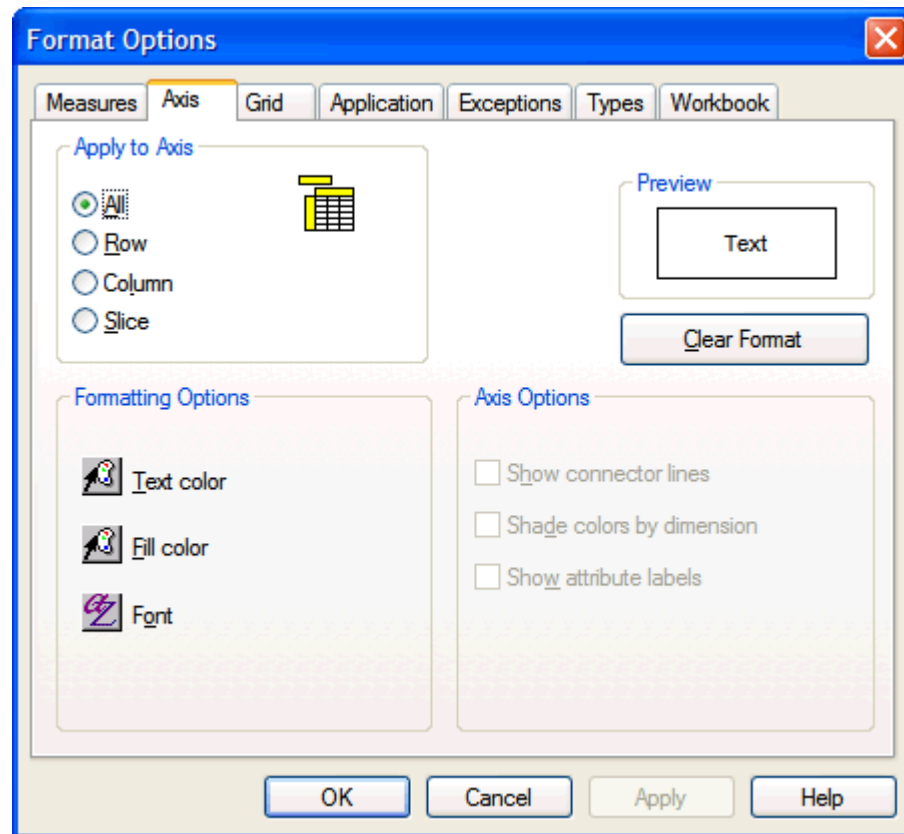 Format Options
Measures Axis Grid Application Exceptions Types Workbook
Apply to Axis
All
Row
Column
Slice
Preview
Text
Clear Format
Formatting Options
Text color
Fill color
Font
Axis Options
Show connector lines
Shade colors by dimension
Show attribute labels
OK Cancel Apply Help